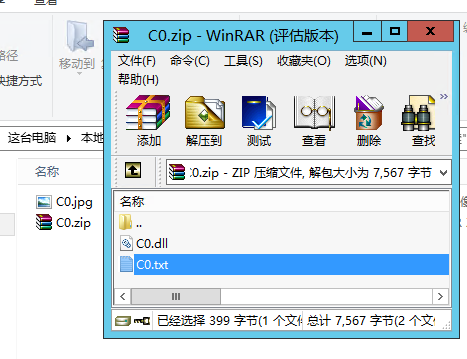 查看
C0.zip - WinRAR (评估版本)
文件(F) 命令(C) 工具(S) 收藏夹(O) 选项(N)
帮助(H)
路径
快捷方式
移动到
添加 解压到 测试 查看 删除 查找
这台电脑 本地
C0.zip - ZIP 压缩文件, 解包大小为 7,567 字节
名称
C0.jpg
C0.zip
名称
..
C0.dll
C0.txt
已经选择 399 字节(1 个文件 总计 7,567 字节(2 个文